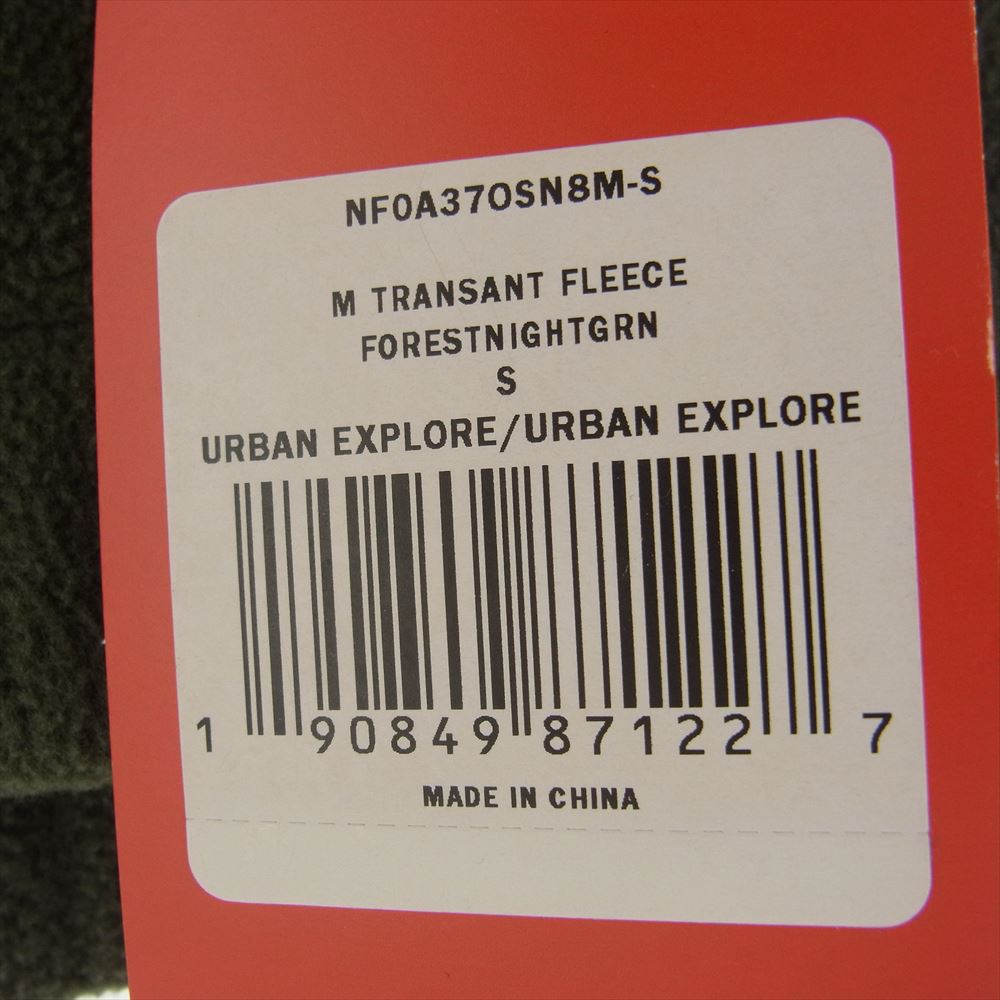 NF0A37OSN8M-S
M TRANSANT FLEECE
FORESTNIGHTGRN
S
URBAN EXPLORE/URBAN EXPLORE
1 90849 87122 7
MADE IN CHINA